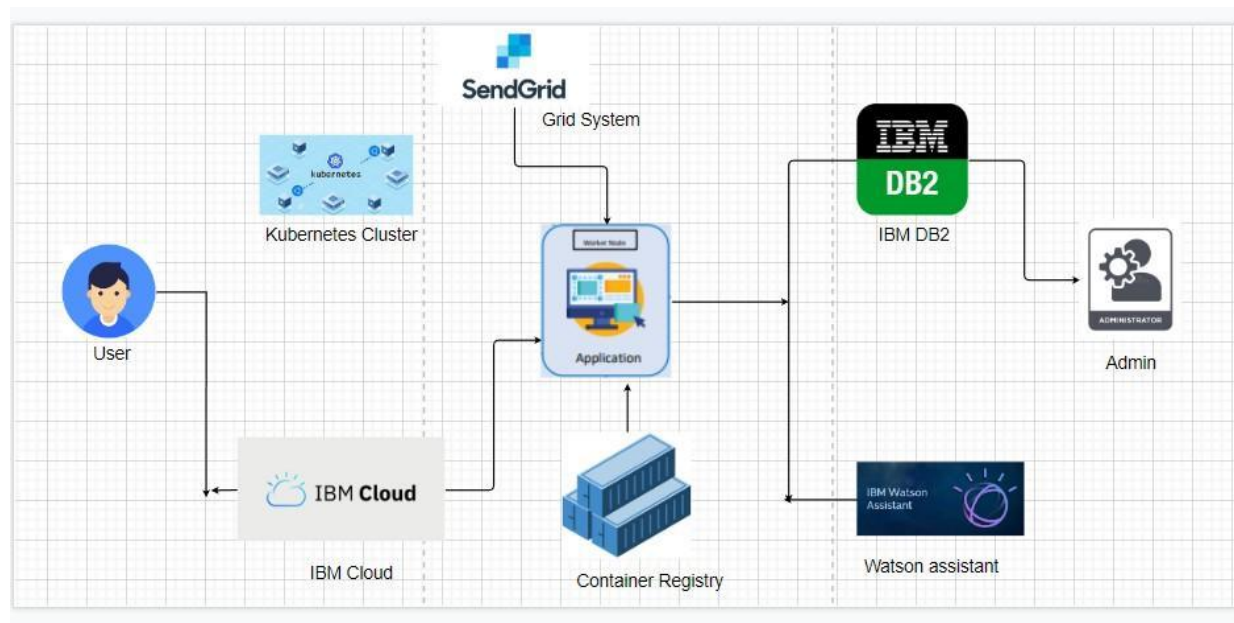 SendGrid
Grid System
kubernetes
Kubernetes Cluster
User
Worker Node
Application
IBM
DB2
IBM DB2
ADMINISTRATOR
Admin
IBM Cloud
IBM Cloud
Container Registry
IBM Watson
Assistant
Watson assistant